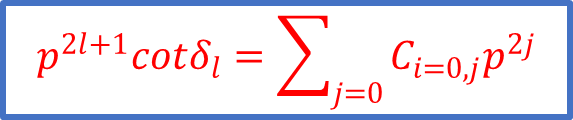 p^{2l+1}cotδ_l = ∑_{j=0} C_{i=0,j}p^{2j}